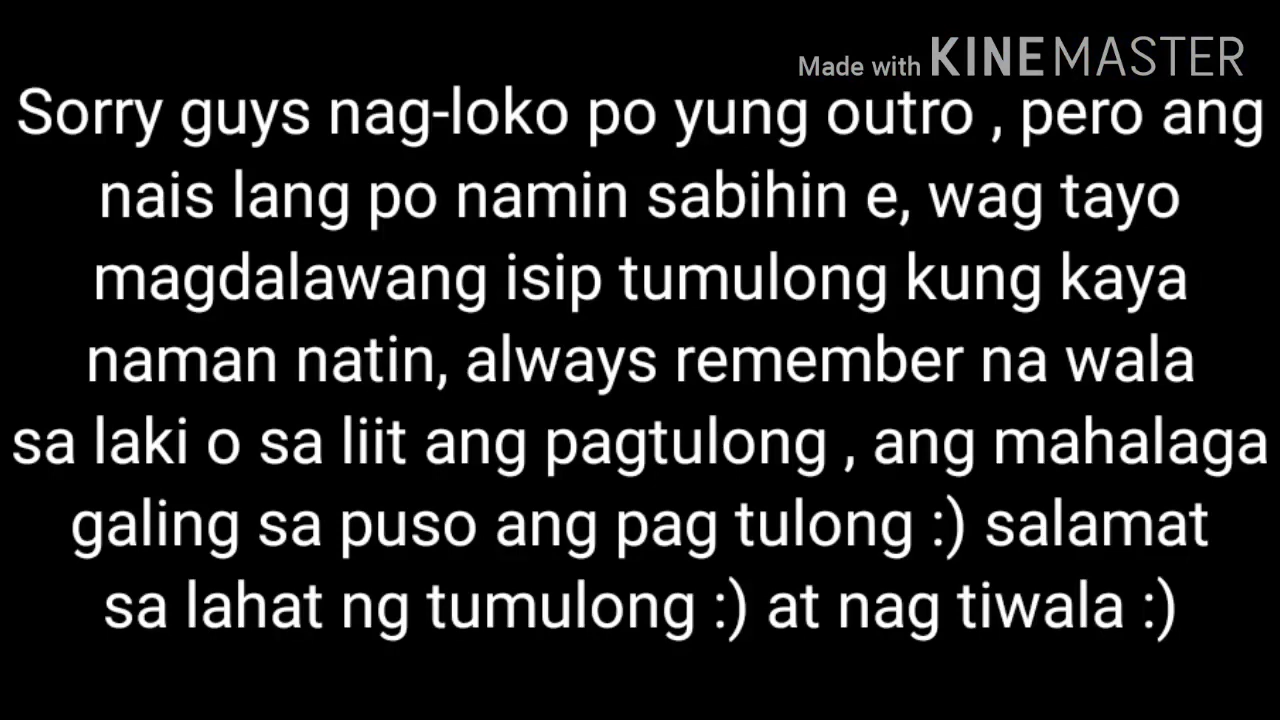 Made with KINEMASTER
Sorry guys nag-loko po yung outro , pero ang
nais lang po namin sabihin e, wag tayo
magdalawang isip tumulong kung kaya
naman natin, always remember na wala
sa laki o sa liit ang pagtulong , ang mahalaga
galing sa puso ang pag tulong :) salamat
sa lahat ng tumulong :) at nag tiwala :)